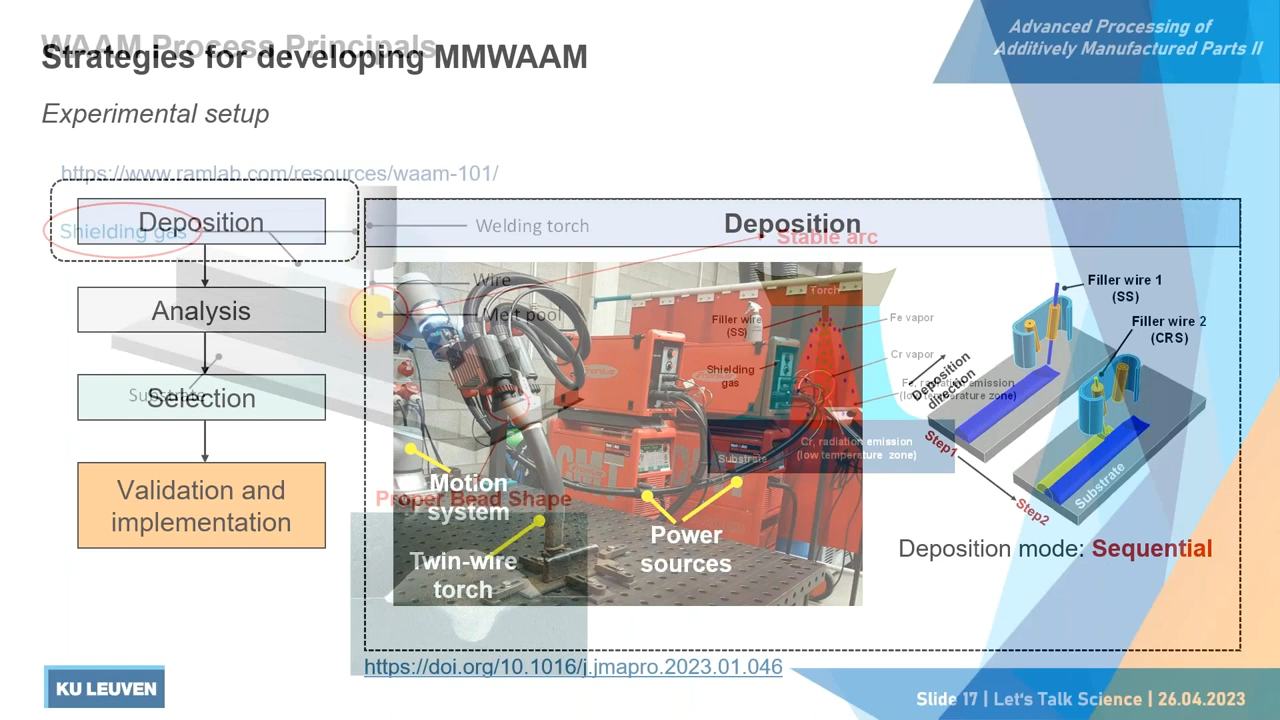 WAAM Process Principals
Strategies for developing MMWAAM
Advanced Processing of
Additively Manufactured Parts II
Experimental setup
https://www.ramlab.com/resources/waam-101/
Deposition
Shielding gas
Analysis
Substrate
Selection
Validation and
implementation
Welding torch
Wire
Melt pool
Deposition
Stable arc
Torch
Filler wire
(SS)
Fe vapor
Shielding
gas
Cr vapor
Fe, radiation emission
(low temperature zone)
Cr, radiation emission
(low temperature zone)
Substrate
CMT
Proper Bead Shape
Motion
system
Twin-wire
torch
Power
sources
Filler wire 1
(SS)
Filler wire 2
(CRS)
Deposition
direction
Step1
Step2
Substrate
Deposition mode: Sequential
https://doi.org/10.1016/j.jmapro.2023.01.046
KU LEUVEN
Slide 17 | Let's Talk Science | 26.04.2023